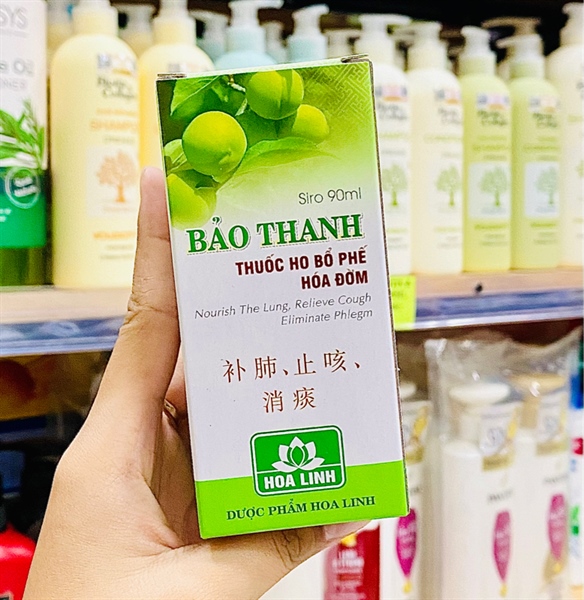 Siro 90ml
BẢO THANH
THUỐC HO BỔ PHẾ
HÓA ĐỜM
Nourish The Lung, Relieve Cough
Eliminate Phlegm
补肺、止咳、
消痰
HOA LINH
DƯỢC PHẨM HOA LINH